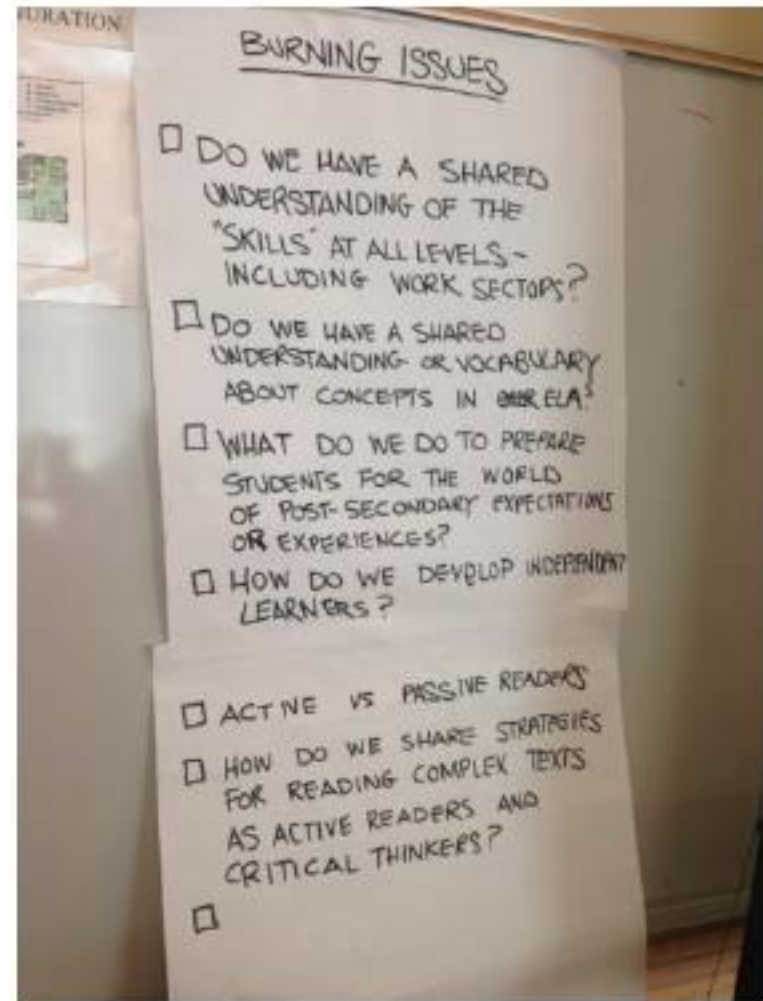 URATION
BURNING ISSUES
☐ DO WE HAVE A SHARED
UNDERSTANDING OF THE
"SKILLS" AT ALL LEVELS -
INCLUDING WORK SECTORS?
☐ DO WE HAVE A SHARED
UNDERSTANDING OR VOCABULARY
ABOUT CONCEPTS IN ELA?
☐ WHAT DO WE DO TO PREPARE
STUDENTS FOR THE WORLD
OF POST-SECONDARY EXPECTATIONS
OR EXPERIENCES?
☐ HOW DO WE DEVELOP INDEPENDENT
LEARNERS?
☐ ACTIVE VS PASSIVE READERS
☐ HOW DO WE SHARE STRATEGIES
FOR READING COMPLEX TEXTS
AS ACTIVE READERS AND
CRITICAL THINKERS?
☐